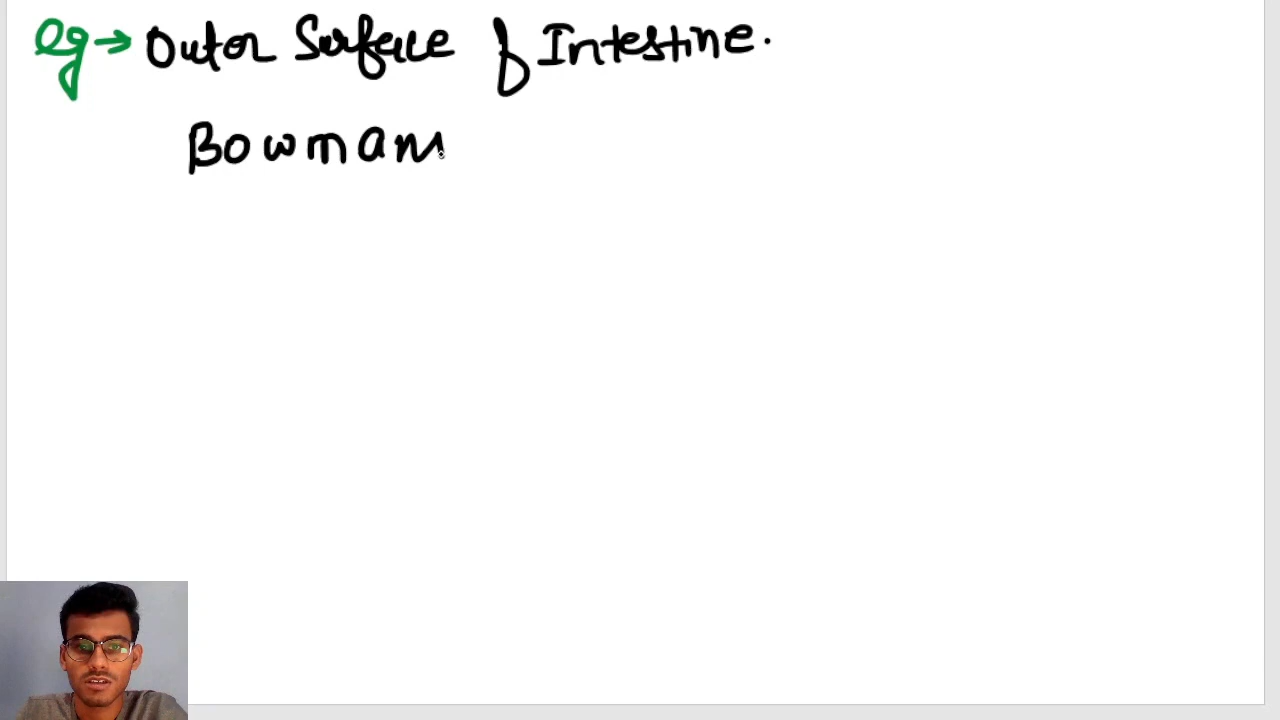 eg → Outer Surface of Intestine.
Bowman